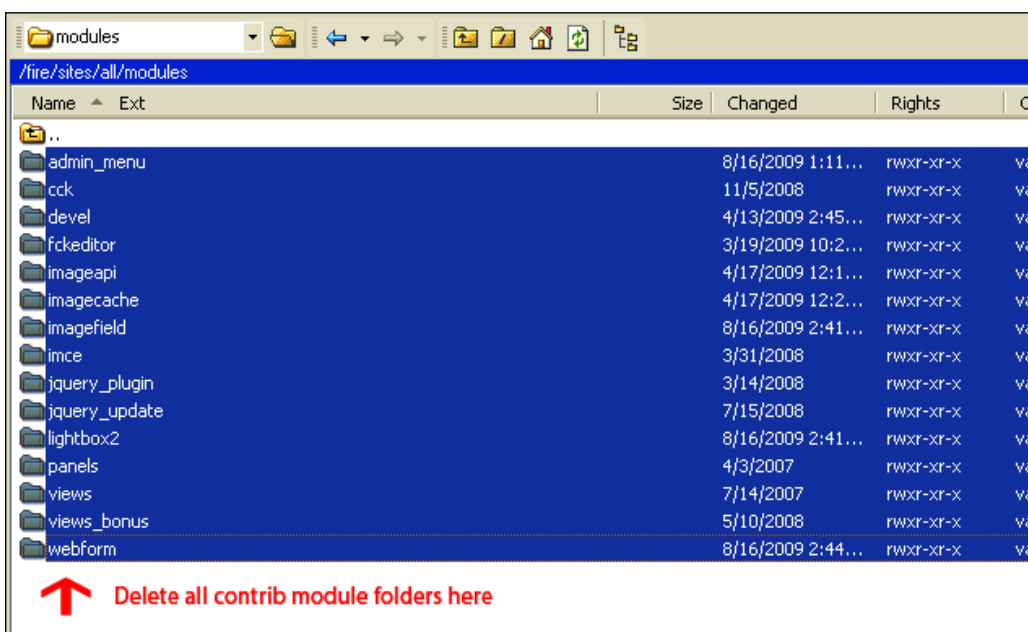 modules
/fire/sites/all/modules
Name Ext Size Changed Rights
..
admin_menu 8/16/2009 1:11... rwxr-xr-x
cck 11/5/2008 rwxr-xr-x
devel 4/13/2009 2:45... rwxr-xr-x
fckeditor 3/19/2009 10:2... rwxr-xr-x
imageapi 4/17/2009 12:1... rwxr-xr-x
imagecache 4/17/2009 12:2... rwxr-xr-x
imagefield 8/16/2009 2:41... rwxr-xr-x
imce 3/31/2008 rwxr-xr-x
jquery_plugin 3/14/2008 rwxr-xr-x
jquery_update 7/15/2008 rwxr-xr-x
lightbox2 8/16/2009 2:41... rwxr-xr-x
panels 4/3/2007 rwxr-xr-x
views 7/14/2007 rwxr-xr-x
views_bonus 5/10/2008 rwxr-xr-x
webform 8/16/2009 2:44... rwxr-xr-x
Delete all contrib module folders here